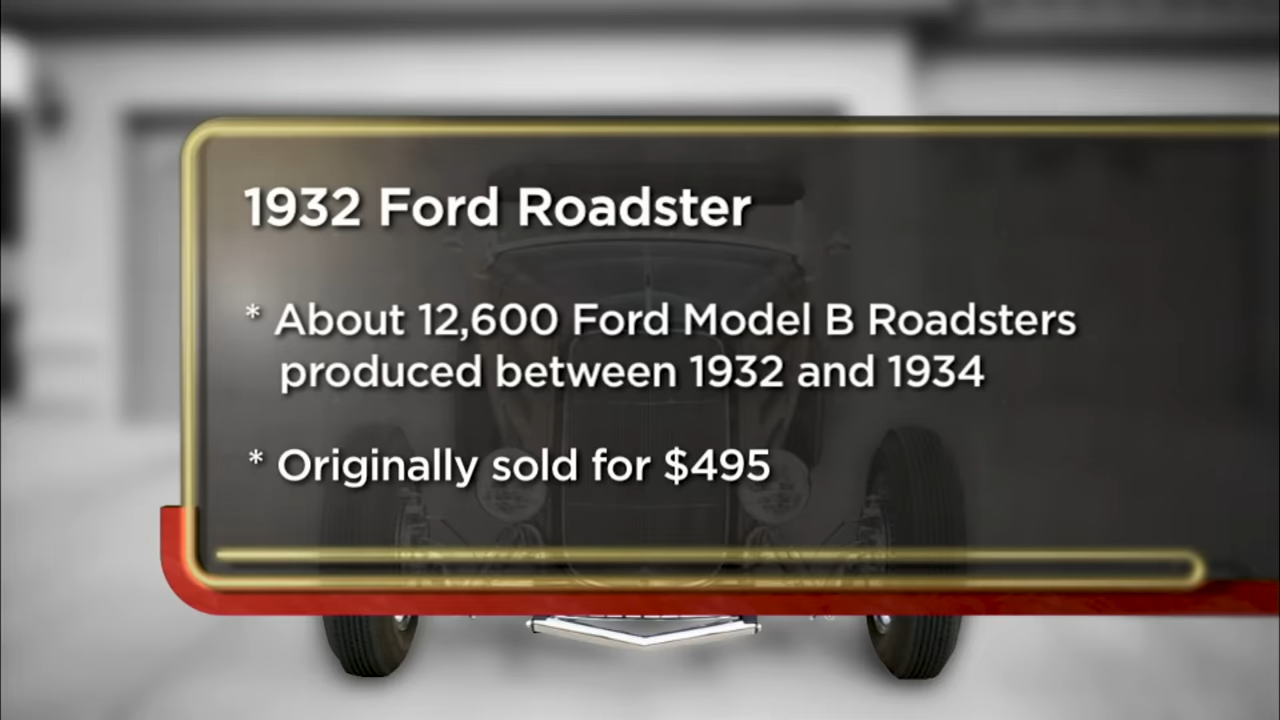 1932 Ford Roadster
* About 12,600 Ford Model B Roadsters
produced between 1932 and 1934
* Originally sold for $495